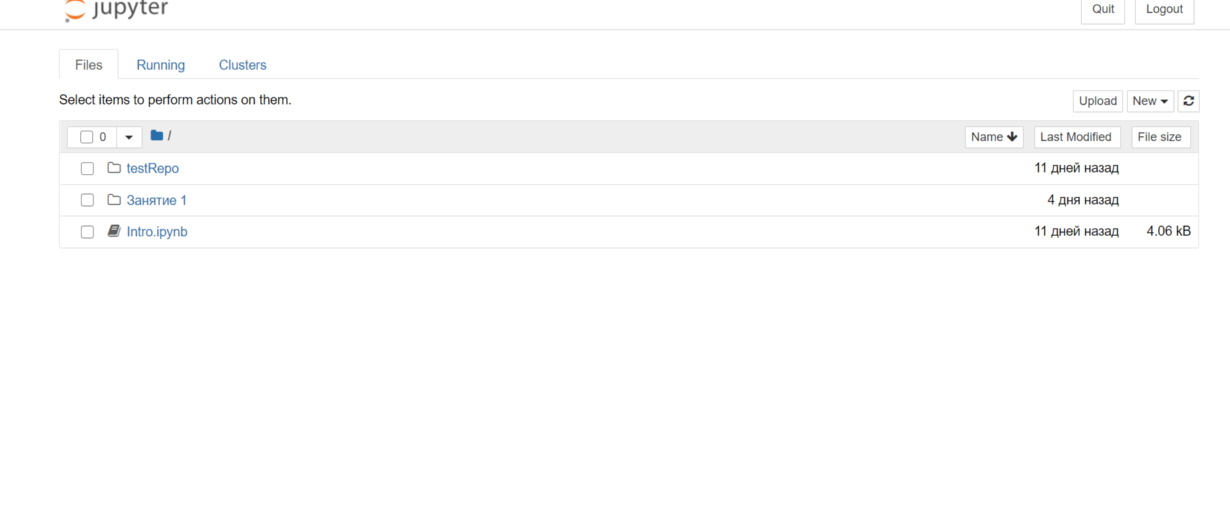 jupyter Quit Logout
Files Running Clusters
Select items to perform actions on them. Upload New
0 / Name Last Modified File size
testRepo 11 дней назад
Занятие 1 4 дня назад
Intro.ipynb 11 дней назад 4.06 kB